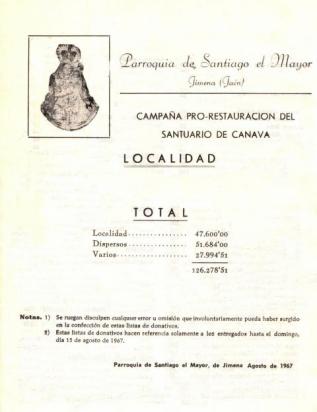 Parroquia de Santiago el Mayor
Jimena (Jaén)
CAMPAÑA PRO-RESTAURACION DEL
SANTUARIO DE CANAVA
LOCALIDAD
TOTAL
Localidad................ 47.600'00
Dispersos................ 51.684'00
Varios.................. 27.994'51
126.278'51
Notas. 1) Se ruegan disculpen cualquer error u omisión que involuntariamente pueda haber surgido
en la confección de estas listas de donativos.
2) Estas listas de donativos hacen referencia solamente a los entregados hasta el domingo,
día 15 de agosto de 1967.
Parroquia de Santiago el Mayor, de Jimena Agosto de 1967